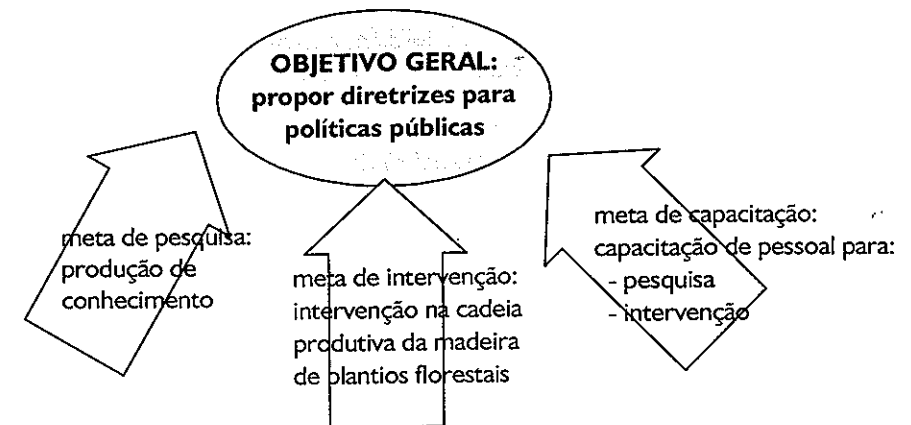 OBJETIVO GERAL:
propor diretrizes para
políticas públicas
meta de pesquisa:
produção de
conhecimento
meta de intervenção:
intervenção na cadeia
produtiva da madeira
de plantios florestais
meta de capacitação:
capacitação de pessoal para:
- pesquisa
- intervenção